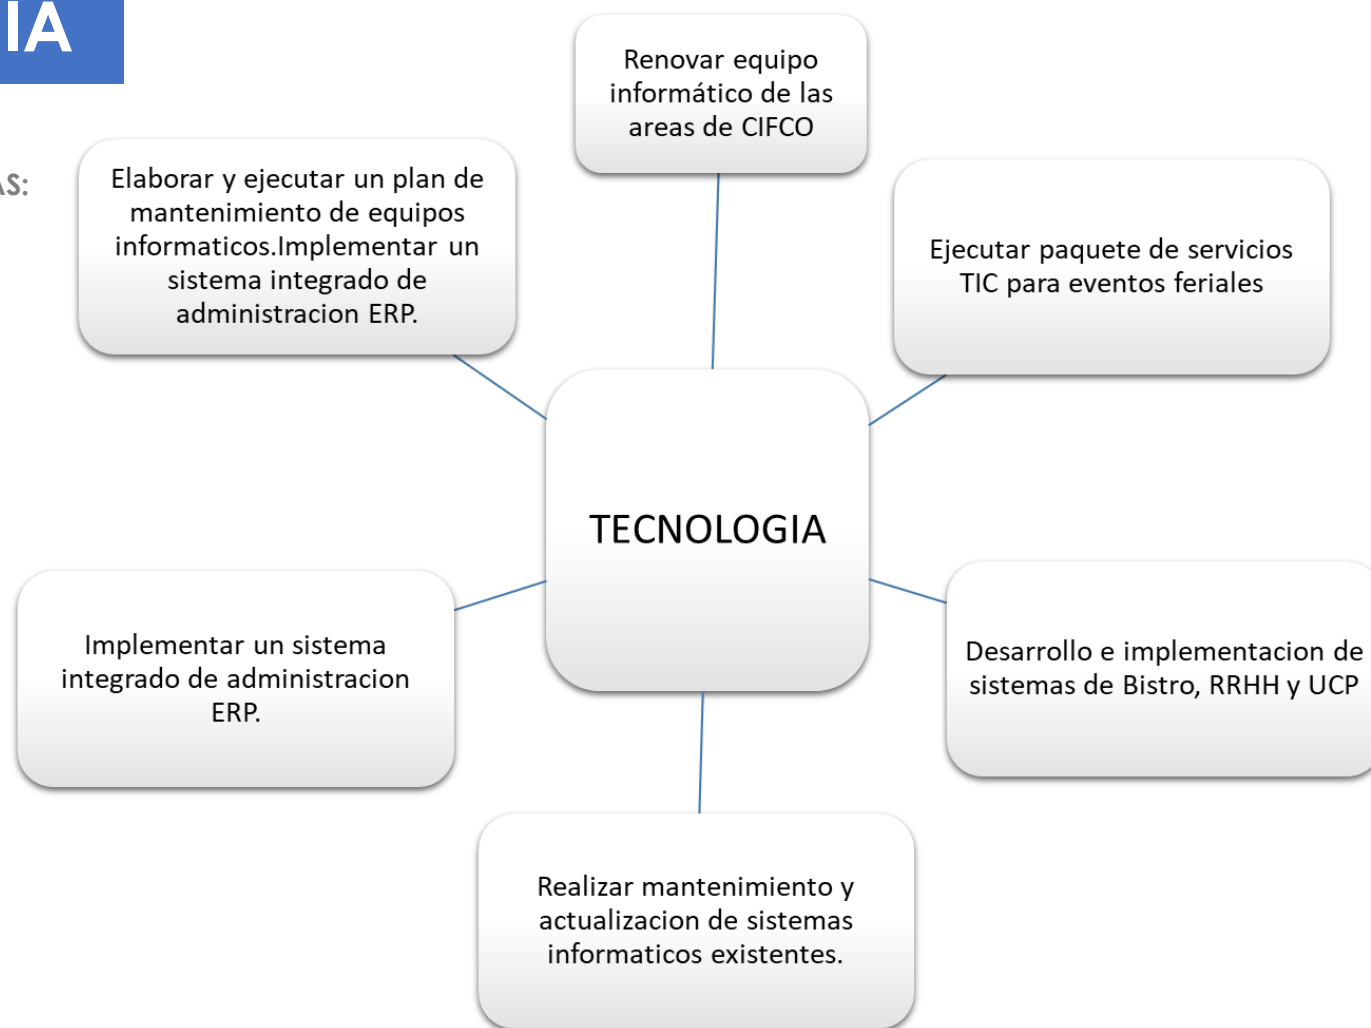 IA
AS:
Renovar equipo
informático de las
areas de CIFCO
Elaborar y ejecutar un plan de
mantenimiento de equipos
informaticos.Implementar un
sistema integrado de
administracion ERP.
Ejecutar paquete de servicios
TIC para eventos feriales
TECNOLOGIA
Implementar un sistema
integrado de administracion
ERP.
Desarrollo e implementacion de
sistemas de Bistro, RRHH y UCP
Realizar mantenimiento y
actualizacion de sistemas
informaticos existentes.